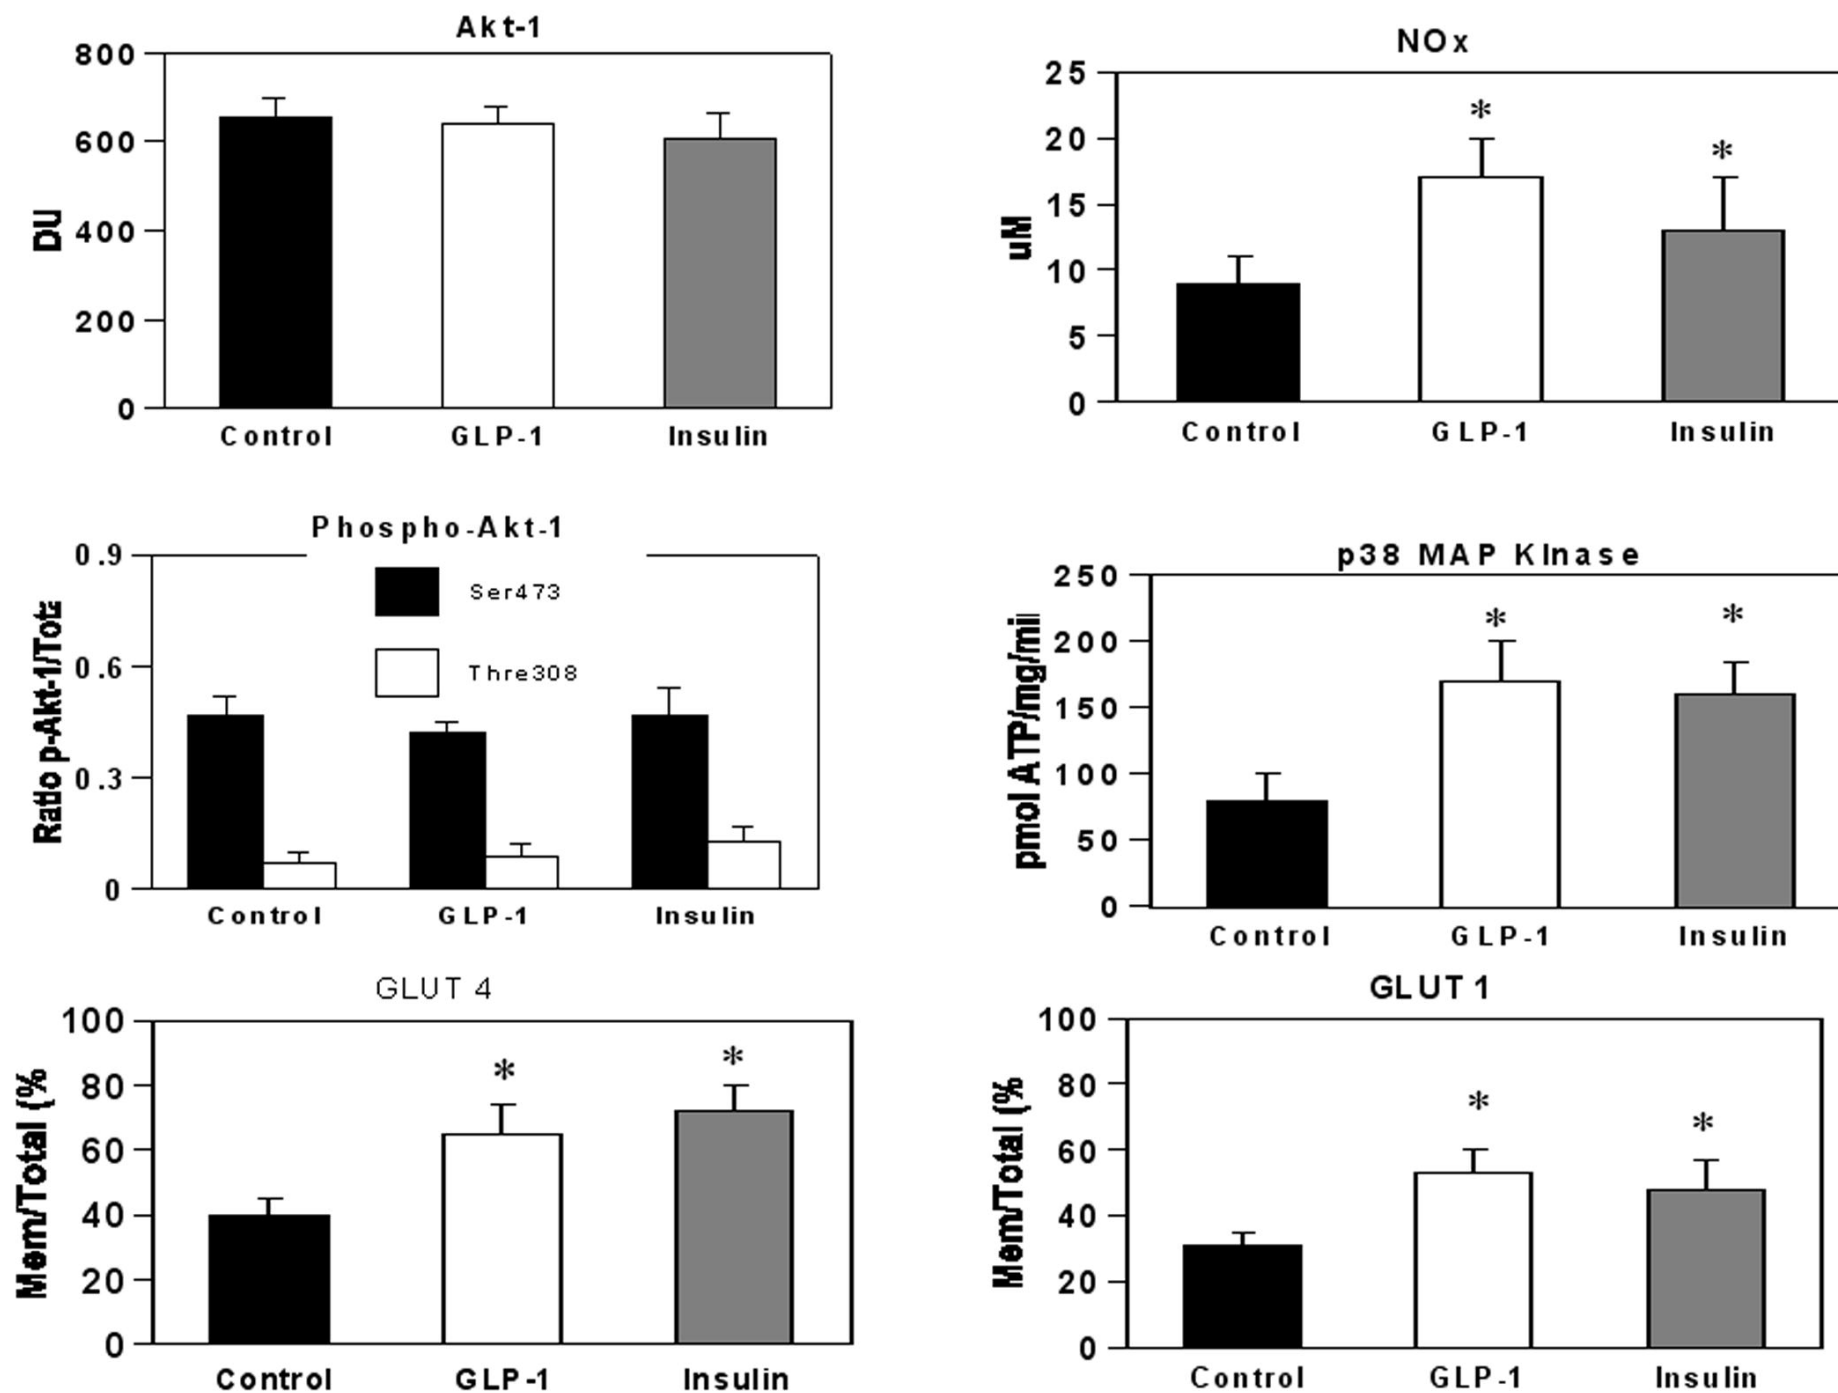 Akt-1
800
600
400
200
0
DU
Control GLP-1 Insulin
NOx
25
20
15
10
5
0
uM
* *
Control GLP-1 Insulin
Phospho-Akt-1
0.9
0.6
0.3
0
Ratio p-Akt-1/Tota
Ser473
Thre308
Control GLP-1 Insulin
p38 MAP KInase
250
200
150
100
50
0
pmol ATP/mg/mi
* *
Control GLP-1 Insulin
GLUT 4
100
80
60
40
20
0
Mem/Total (%
* *
Control GLP-1 Insulin
GLUT 1
100
80
60
40
20
0
Mem/Total (%
* *
Control GLP-1 Insulin